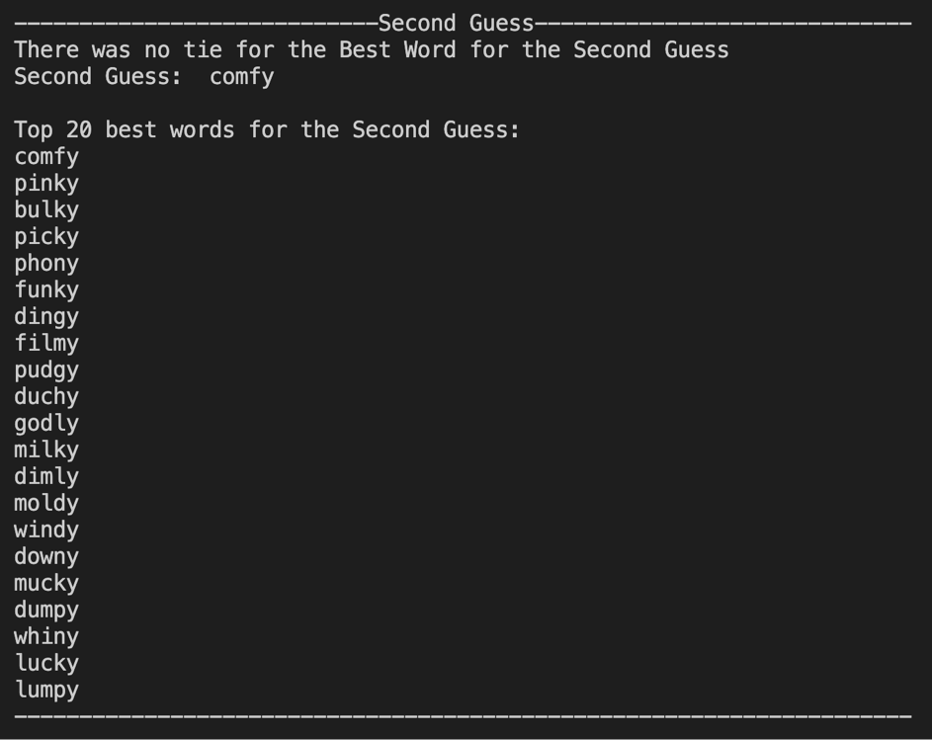 ----------------------------Second Guess-----------------------------
There was no tie for the Best Word for the Second Guess
Second Guess:  comfy

Top 20 best words for the Second Guess:
comfy
pinky
bulky
picky
phony
funky
dingy
filmy
pudgy
duchy
godly
milky
dimly
moldy
windy
downy
mucky
dumpy
whiny
lucky
lumpy
---------------------------------------------------------------------